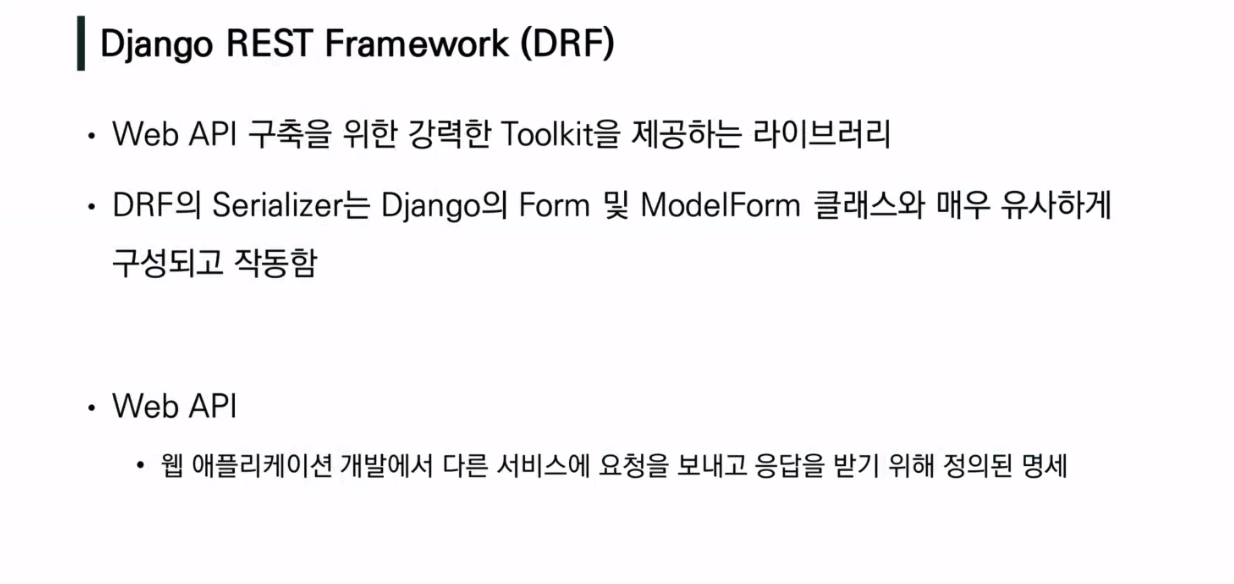 Django REST Framework (DRF)
• Web API 구축을 위한 강력한 Toolkit을 제공하는 라이브러리
• DRF의 Serializer는 Django의 Form 및 ModelForm 클래스와 매우 유사하게
구성되고 작동함
• Web API
• 웹 애플리케이션 개발에서 다른 서비스에 요청을 보내고 응답을 받기 위해 정의된 명세